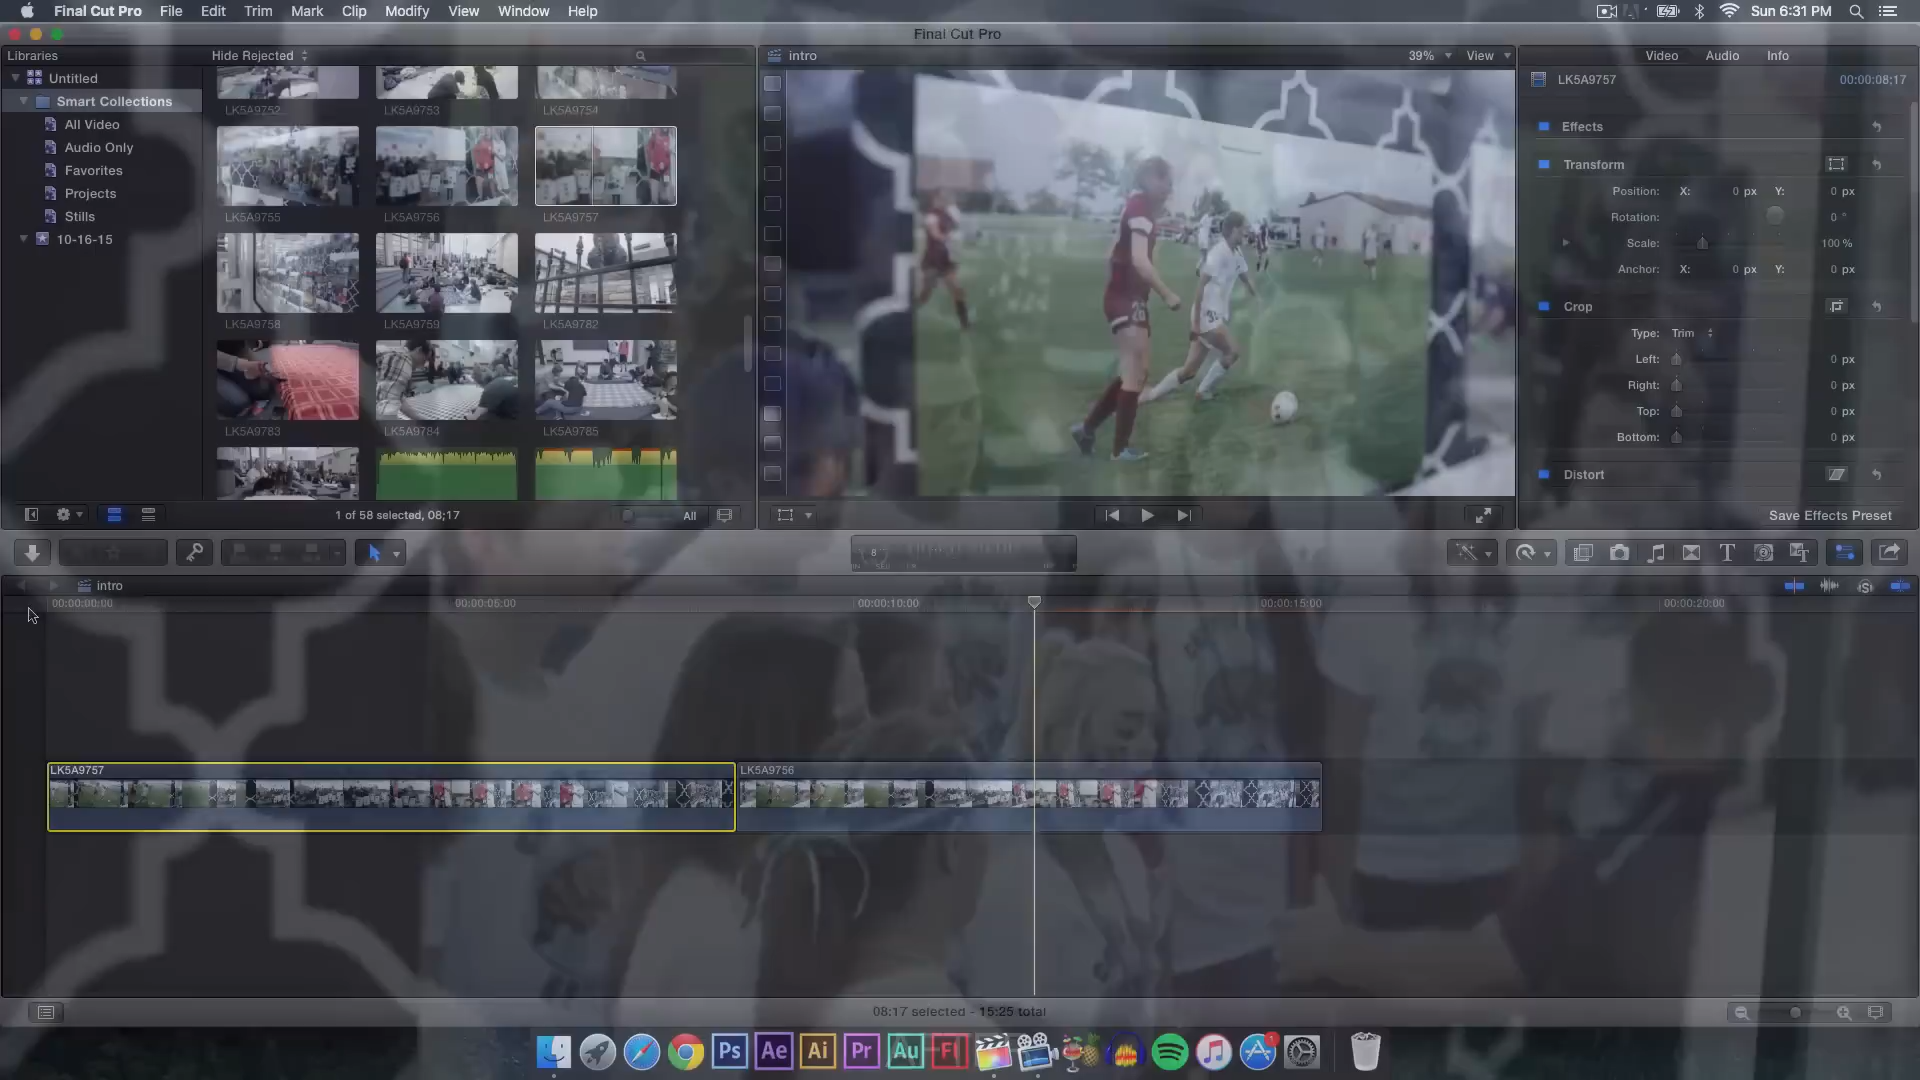 Final Cut Pro File Edit Trim Mark Clip Modify View Window Help Sun 6:31 PM
Final Cut Pro
Libraries Hide Rejected intro 39% View Video Audio Info
Untitled
LK5A9757 00:00:08;17
Smart Collections
LK5A9752 LK5A9753 LK5A9754
All Video
Effects
Audio Only
Transform
Favorites
Position: X: 0 px Y: 0 px
Projects
Stills
LK5A9755 LK5A9756 LK5A9757
Rotation: 0 °
10-16-15
Scale: 100 %
Anchor: X: 0 px Y: 0 px
Crop
LK5A9758 LK5A9759 LK5A9782
Type: Trim
Left: 0 px
Right: 0 px
Top: 0 px
LK5A9783 LK5A9784 LK5A9785
Bottom: 0 px
Distort
1 of 58 selected, 08;17 All
Save Effects Preset
intro
00:00:00;00 00:00:05;00 00:00:10;00 00:00:15;00 00:00:20;00
LK5A9757 LK5A9756
08:17 selected - 15:25 total
Ps Ae Ai Pr Au Fl